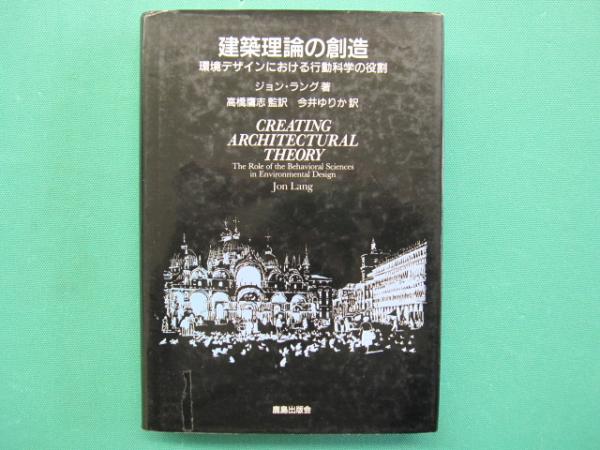 建築理論の創造
環境デザインにおける行動科学の役割
ジョン・ラング 著
高橋鷹志 監訳　今井ゆりか 訳
CREATING
ARCHITECTURAL
THEORY
The Role of the Behavioral Sciences
in Environmental Design
Jon Lang
鹿島出版会